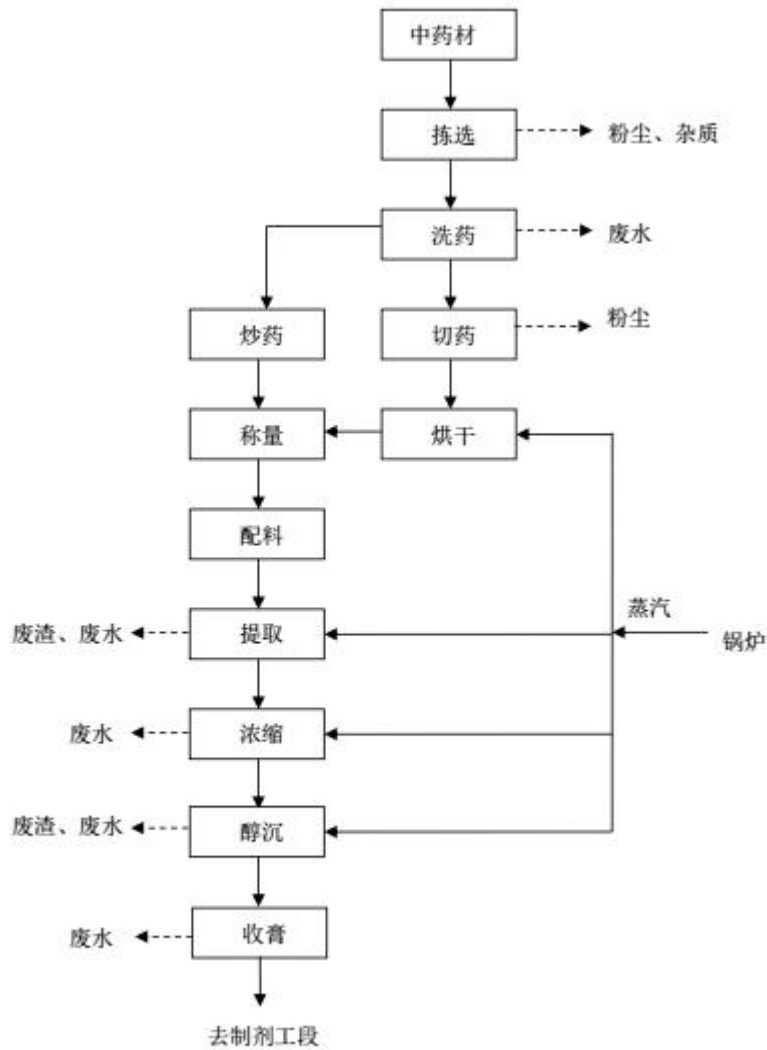 中药材
拣选
粉尘、杂质
洗药
废水
炒药
切药
粉尘
称量
烘干
配料
蒸汽
废渣、废水
提取
锅炉
废水
浓缩
废渣、废水
醇沉
废水
收膏
去制剂工段